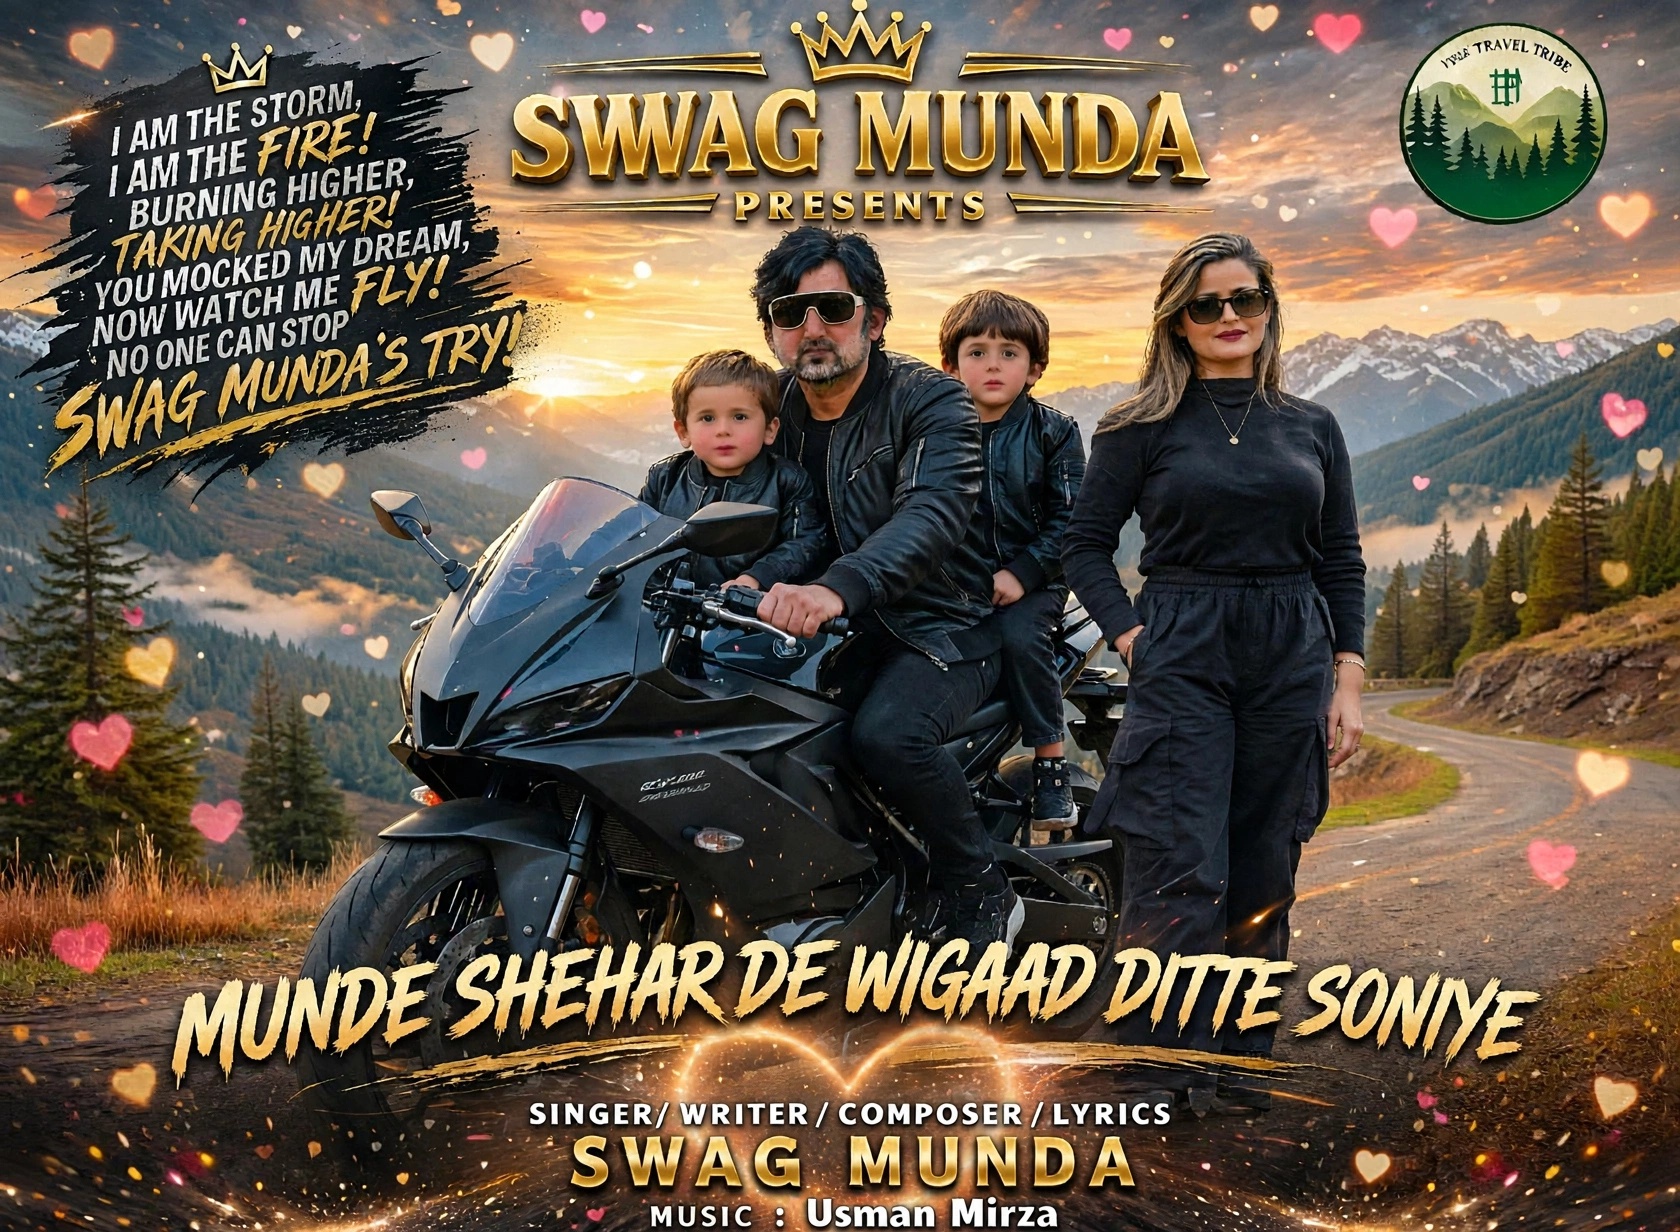 I AM THE STORM,
I AM THE FIRE!
BURNING HIGHER,
TAKING HIGHER!
YOU MOCKED MY DREAM,
NOW WATCH ME FLY!
NO ONE CAN STOP
SWAG MUNDA'S TRY!
SWAG MUNDA
PRESENTS
TRAVEL TRIBE
MUNDE SHEHAR DE WIGAAD DITTE SONIYE
SINGER/ WRITER / COMPOSER / LYRICS
SWAG MUNDA
MUSIC : Usman Mirza